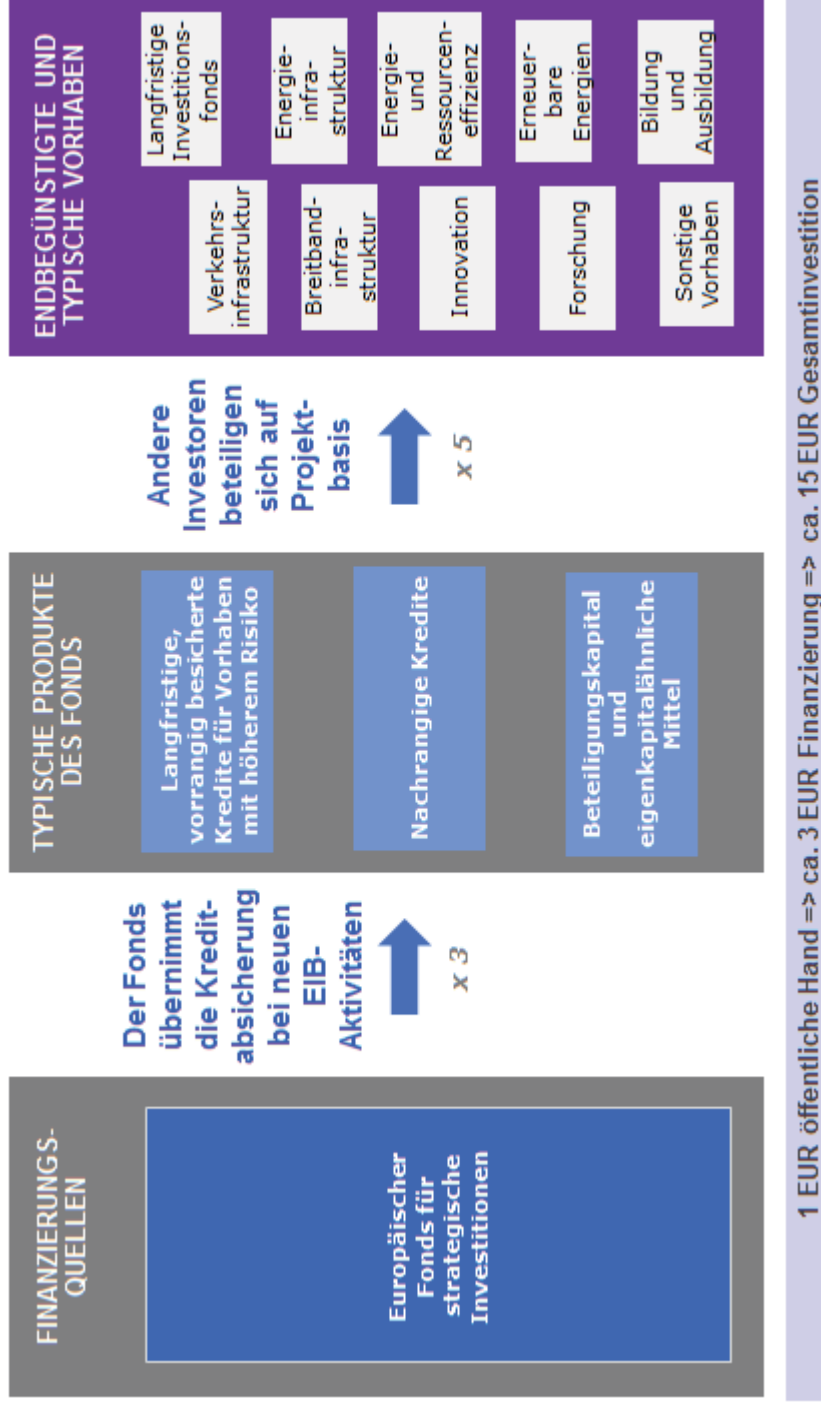 FINANZIERUNGS-
QUELLEN
Europäischer
Fonds für
strategische
Investitionen
Der Fonds
übernimmt
die Kredit-
absicherung
bei neuen
EIB-
Aktivitäten
x 3
TYPISCHE PRODUKTE
DES FONDS
Langfristige,
vorrangig besicherte
Kredite für Vorhaben
mit höherem Risiko
Nachrangige Kredite
Beteiligungskapital
und
eigenkapitalähnliche
Mittel
Andere
Investoren
beteiligen
sich auf
Projekt-
basis
x 5
ENDBEGÜNSTIGTE UND
TYPISCHE VORHABEN
Langfristige
Investitions-
fonds
Verkehrs-
infrastruktur
Energie-
infra-
struktur
Breitband-
infra-
struktur
Energie-
und
Ressourcen-
effizienz
Innovation
Erneuer-
bare
Energien
Forschung
Bildung
und
Ausbildung
Sonstige
Vorhaben
1 EUR öffentliche Hand => ca. 3 EUR Finanzierung => ca. 15 EUR Gesamtinvestition